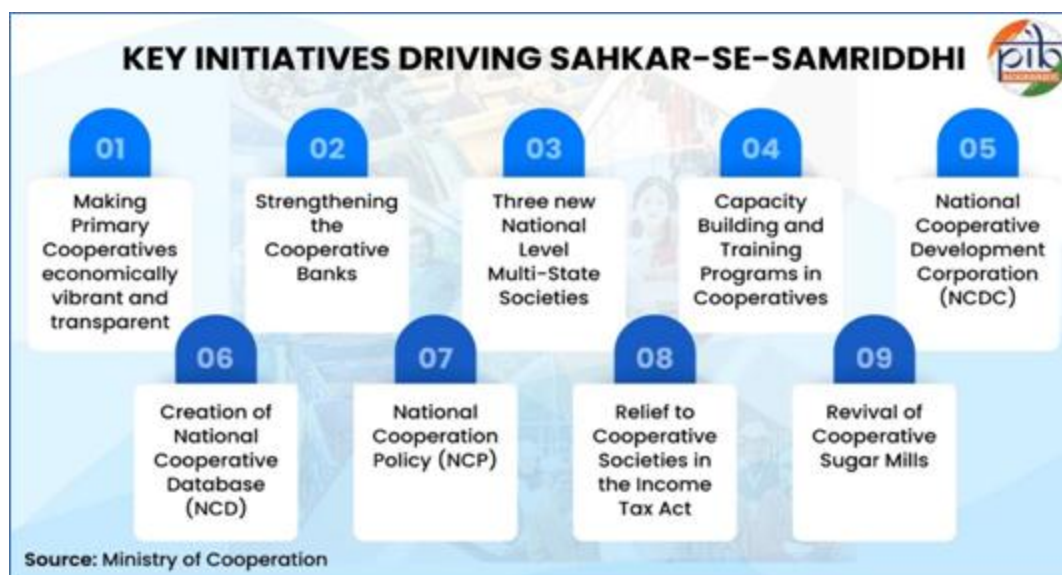 KEY INITIATIVES DRIVING SAHKAR-SE-SAMRIDDHI
pib
01
Making
Primary
Cooperatives
economically
vibrant and
transparent
02
Strengthening
the
Cooperative
Banks
03
Three new
National
Level
Multi-State
Societies
04
Capacity
Building and
Training
Programs in
Cooperatives
05
National
Cooperative
Development
Corporation
(NCDC)
06
Creation of
National
Cooperative
Database
(NCD)
07
National
Cooperation
Policy (NCP)
08
Relief to
Cooperative
Societies in
the Income
Tax Act
09
Revival of
Cooperative
Sugar Mills
Source: Ministry of Cooperation